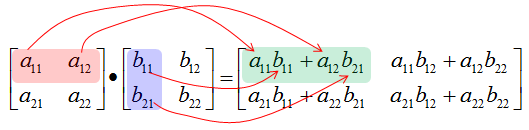 [a₁₁ a₁₂] • [b₁₁ b₁₂] = [a₁₁b₁₁ + a₁₂b₂₁ a₁₁b₁₂ + a₁₂b₂₂]
[a₂₁ a₂₂] [b₂₁ b₂₂] [a₂₁b₁₁ + a₂₂b₂₁ a₂₁b₁₂ + a₂₂b₂₂]